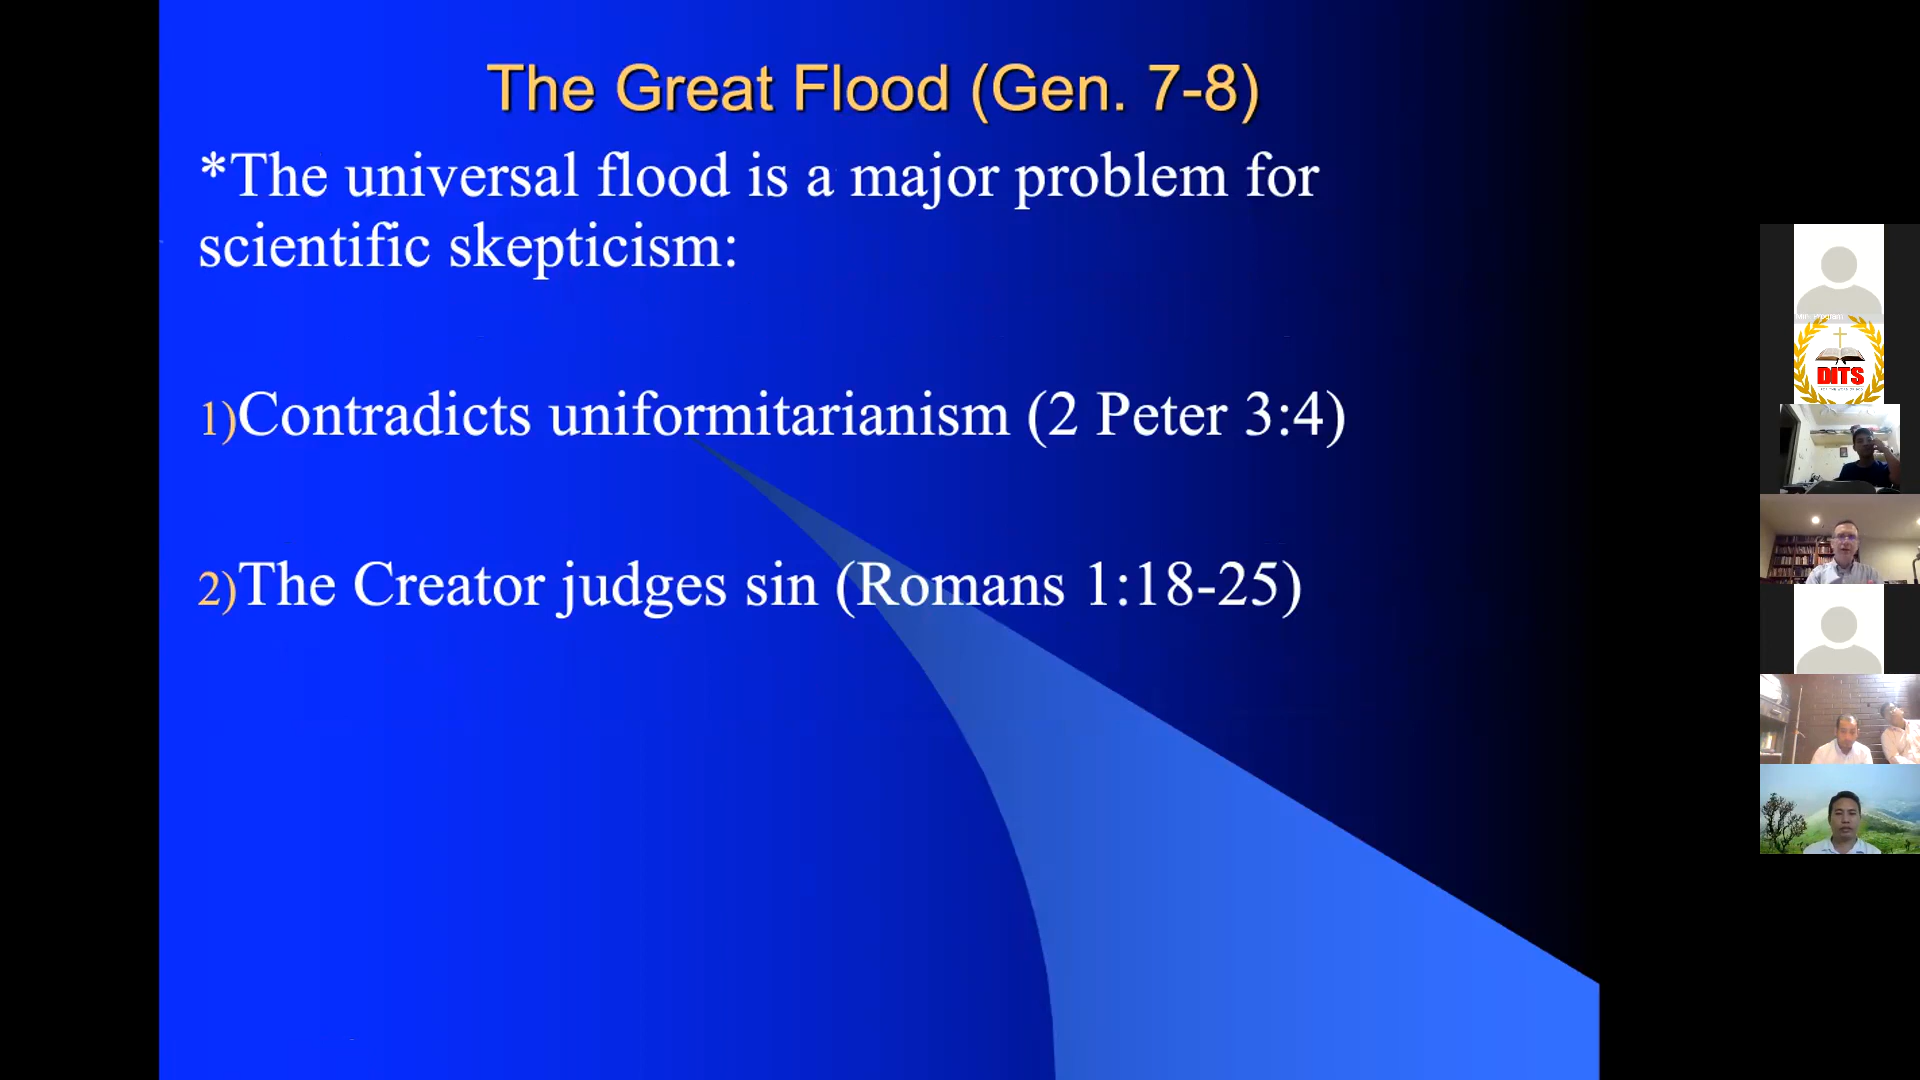 The Great Flood (Gen. 7-8)
*The universal flood is a major problem for
scientific skepticism:
1)Contradicts uniformitarianism (2 Peter 3:4)
2)The Creator judges sin (Romans 1:18-25)
DITS